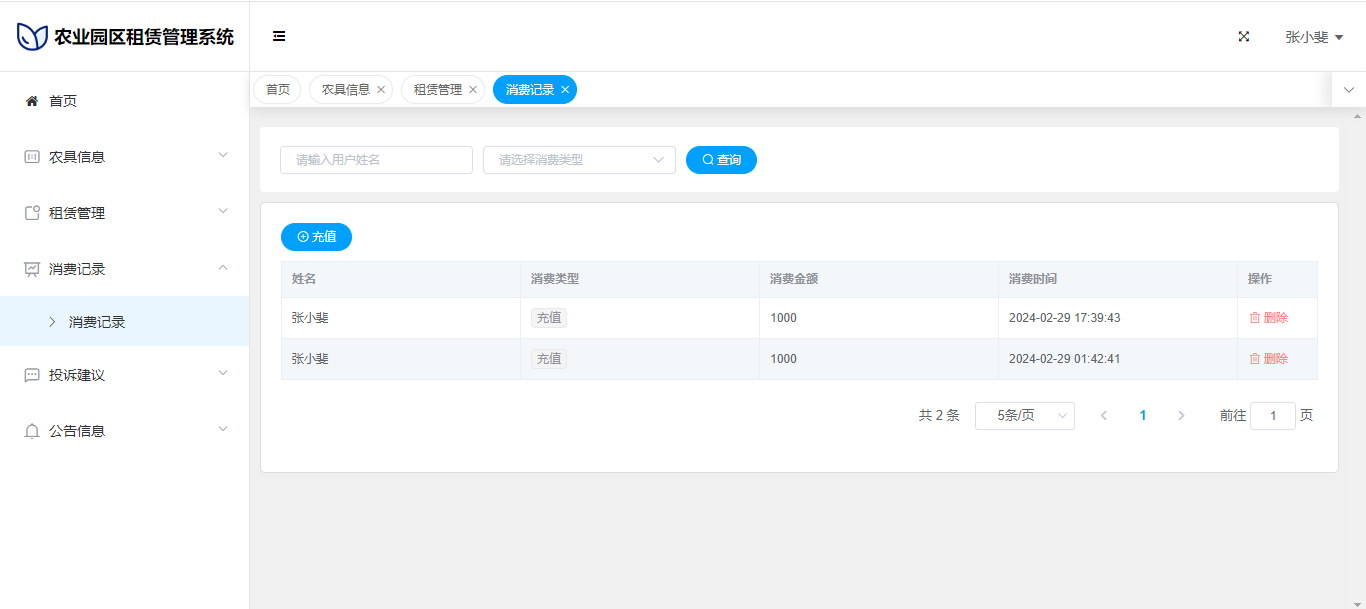 农业园区租赁管理系统
张小斐
首页
农具信息
租赁管理
消费记录
消费记录
投诉建议
公告信息
首页 农具信息 租赁管理 消费记录
请输入用户姓名 请选择消费类型 查询
充值
姓名 消费类型 消费金额 消费时间 操作
张小斐 充值 1000 2024-02-29 17:39:43 删除
张小斐 充值 1000 2024-02-29 01:42:41 删除
共 2 条 5条/页 1 前往 1 页